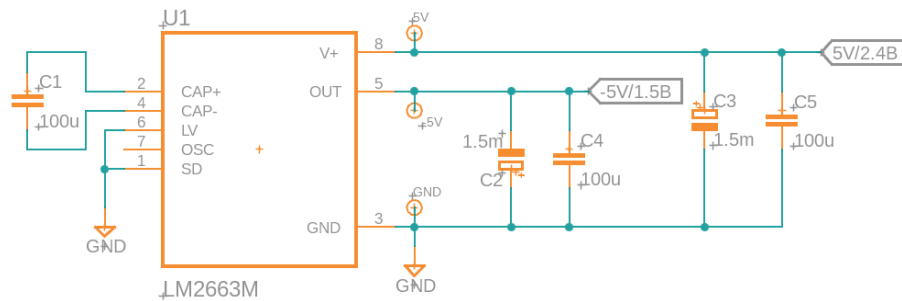 U1
5V
8
V+
5V/2.4B
C1
2
CAP+
5
OUT
-5V/1.5B
C3
C5
100u
4
CAP-
6
LV
-5V
1.5m
C4
1.5m
100u
7
OSC
1
SD
C2
100u
GND
GND
3
GND
GND
LM2663M